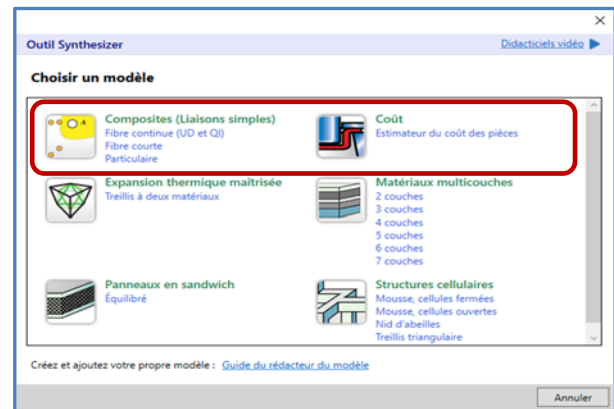 Outil Synthesizer
Didacticiels vidéo
Choisir un modèle
Composites (Liaisons simples)
Fibre continue (UD et QI)
Fibre courte
Particulaire
Coût
Estimateur du coût des pièces
Expansion thermique maîtrisée
Treillis à deux matériaux
Matériaux multicouches
2 couches
3 couches
4 couches
5 couches
6 couches
7 couches
Panneaux en sandwich
Équilibré
Structures cellulaires
Mousse, cellules fermées
Mousse, cellules ouvertes
Nid d'abeilles
Treillis triangulaire
Créez et ajoutez votre propre modèle : Guide du rédacteur du modèle
Annuler